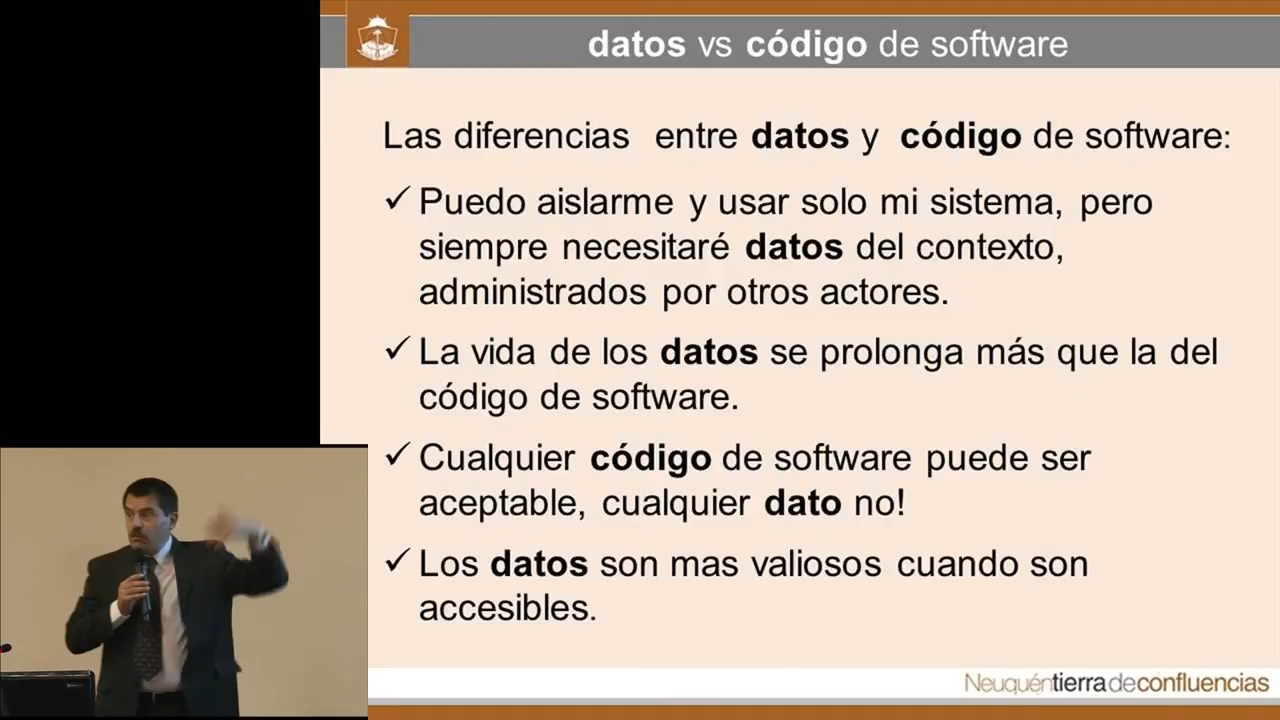 datos vs código de software
Las diferencias entre datos y código de software:
✓ Puedo aislarme y usar solo mi sistema, pero
siempre necesitaré datos del contexto,
administrados por otros actores.
✓ La vida de los datos se prolonga más que la del
código de software.
✓ Cualquier código de software puede ser
aceptable, cualquier dato no!
✓ Los datos son mas valiosos cuando son
accesibles.
Neuquéntierradeconfluencias